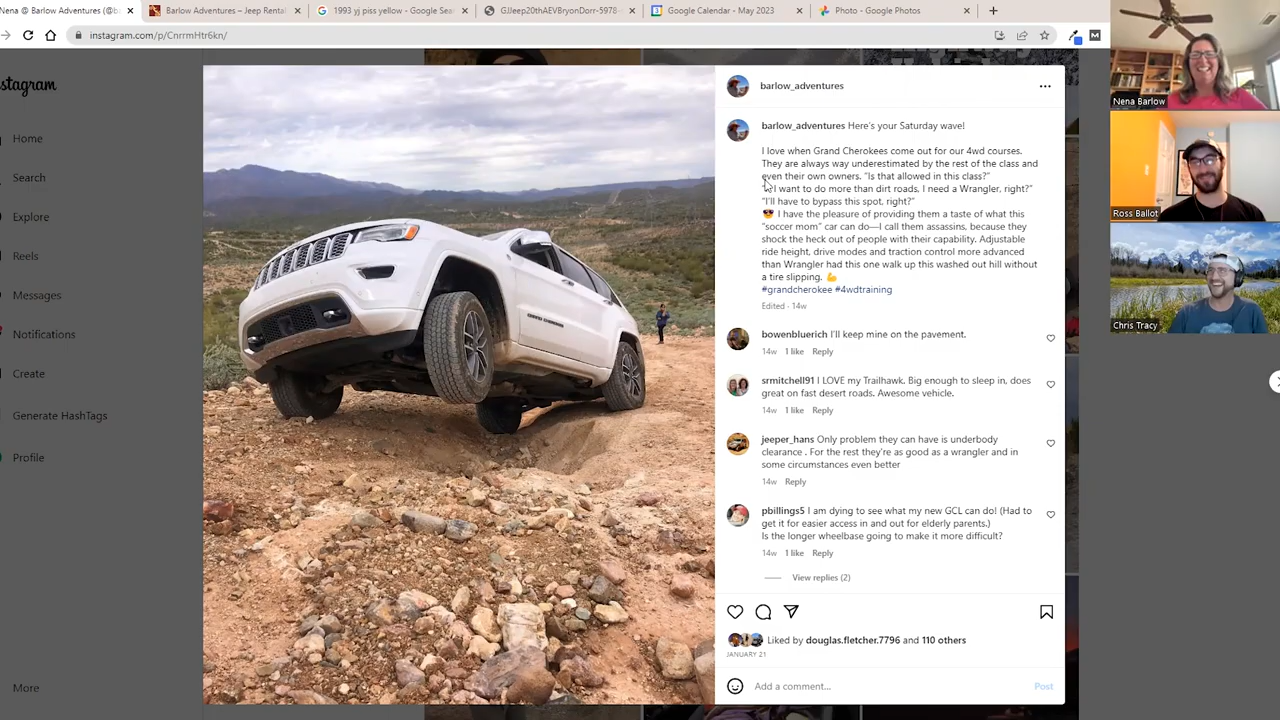 Nena @ Barlow Adventures (@b
Barlow Adventures – Jeep Rental
1993 yj piss yellow - Google Sea
GJJeep20thAEVBryonDorr-5978-
Google Calendar - May 2023
Photo - Google Photos
instagram.com/p/CnrrmHtr6kn/
stagram
Home
Search
Explore
Reels
Messages
Notifications
Create
Generate HashTags
Profile
More
GRAND CHEROKEE
barlow_adventures
barlow_adventures Here's your Saturday wave!
I love when Grand Cherokees come out for our 4wd courses.
They are always way underestimated by the rest of the class and
even their own owners. "Is that allowed in this class?"
I want to do more than dirt roads, I need a Wrangler, right?"
"I'll have to bypass this spot, right?"
😎 I have the pleasure of providing them a taste of what this
"soccer mom" car can do—I call them assassins, because they
shock the heck out of people with their capability. Adjustable
ride height, drive modes and traction control more advanced
than Wrangler had this one walk up this washed out hill without
a tire slipping. 💪
#grandcherokee #4wdtraining
Edited · 14w
bowenbluerich I'll keep mine on the pavement.
14w 1 like Reply
srmitchell91 I LOVE my Trailhawk. Big enough to sleep in, does
great on fast desert roads. Awesome vehicle.
14w 1 like Reply
jeeper_hans Only problem they can have is underbody
clearance . For the rest they're as good as a wrangler and in
some circumstances even better
14w Reply
pbillings5 I am dying to see what my new GCL can do! (Had to
get it for easier access in and out for elderly parents.)
Is the longer wheelbase going to make it more difficult?
14w 1 like Reply
View replies (2)
Liked by douglas.fletcher.7796 and 110 others
JANUARY 21
Add a comment...
Post
Nena Barlow
Ross Ballot
Chris Tracy